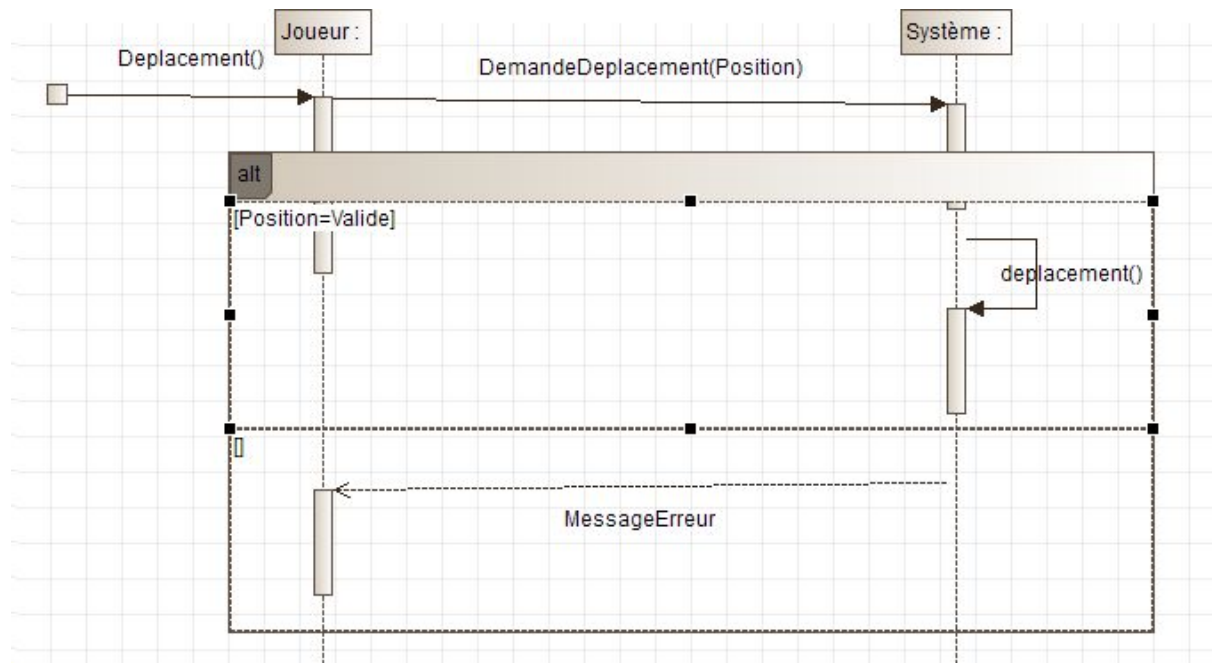 Joueur :
Système :
Deplacement()
DemandeDeplacement(Position)
alt
[Position=Valide]
deplacement()
[]
MessageErreur